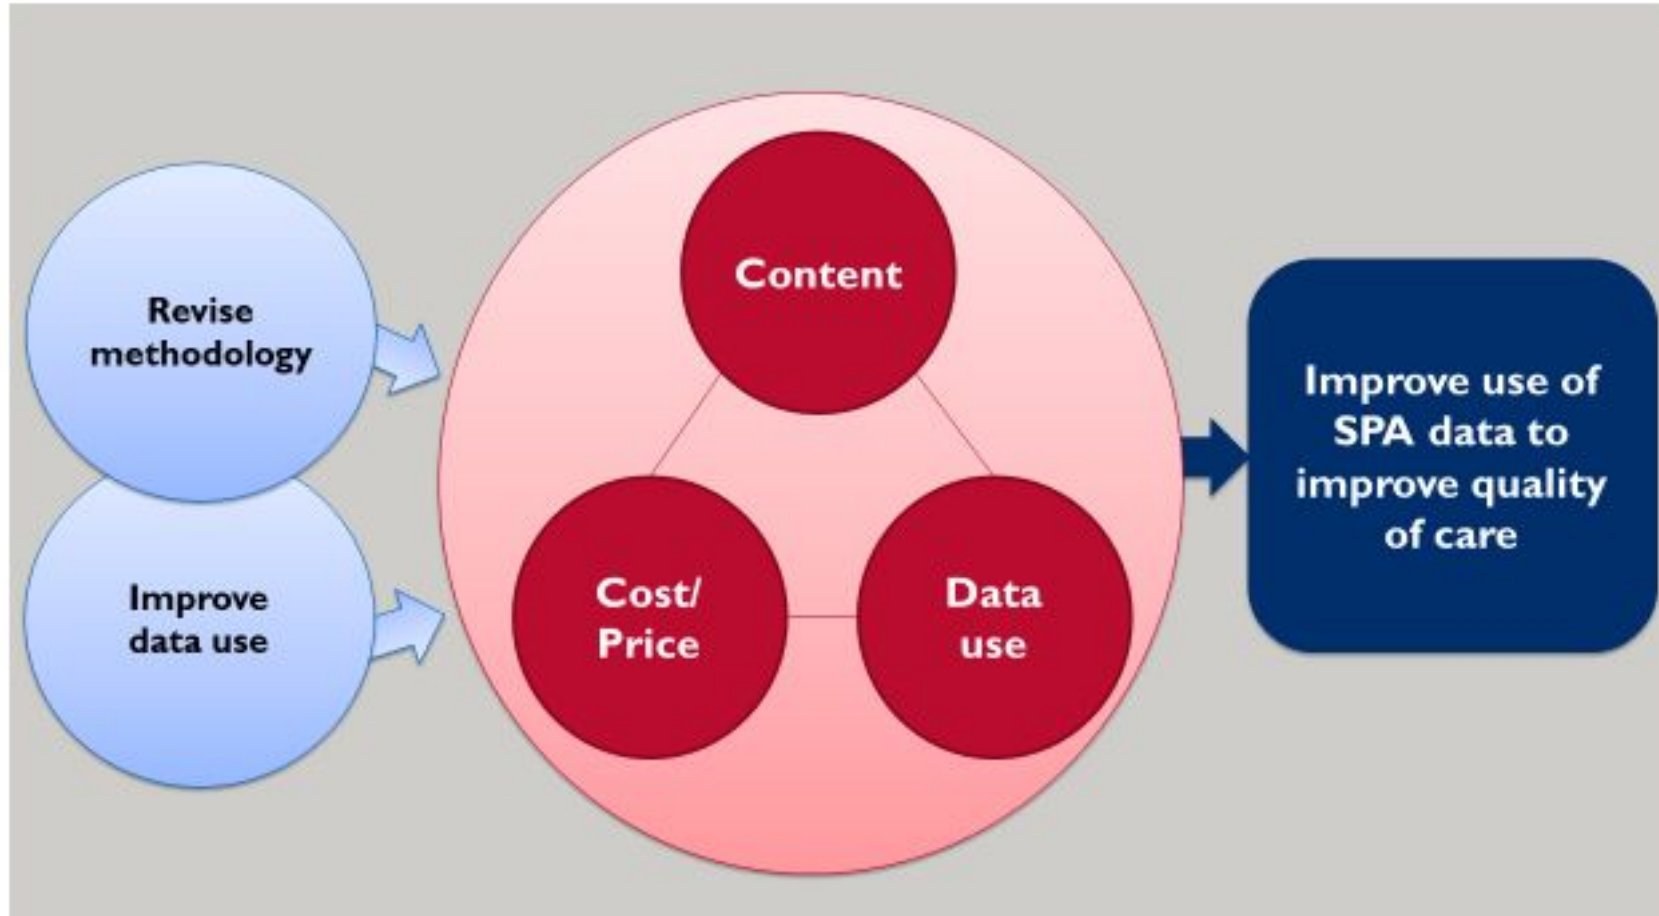 Revise
methodology
Improve
data use
Content
Cost/
Price
Data
use
Improve use of
SPA data to
improve quality
of care